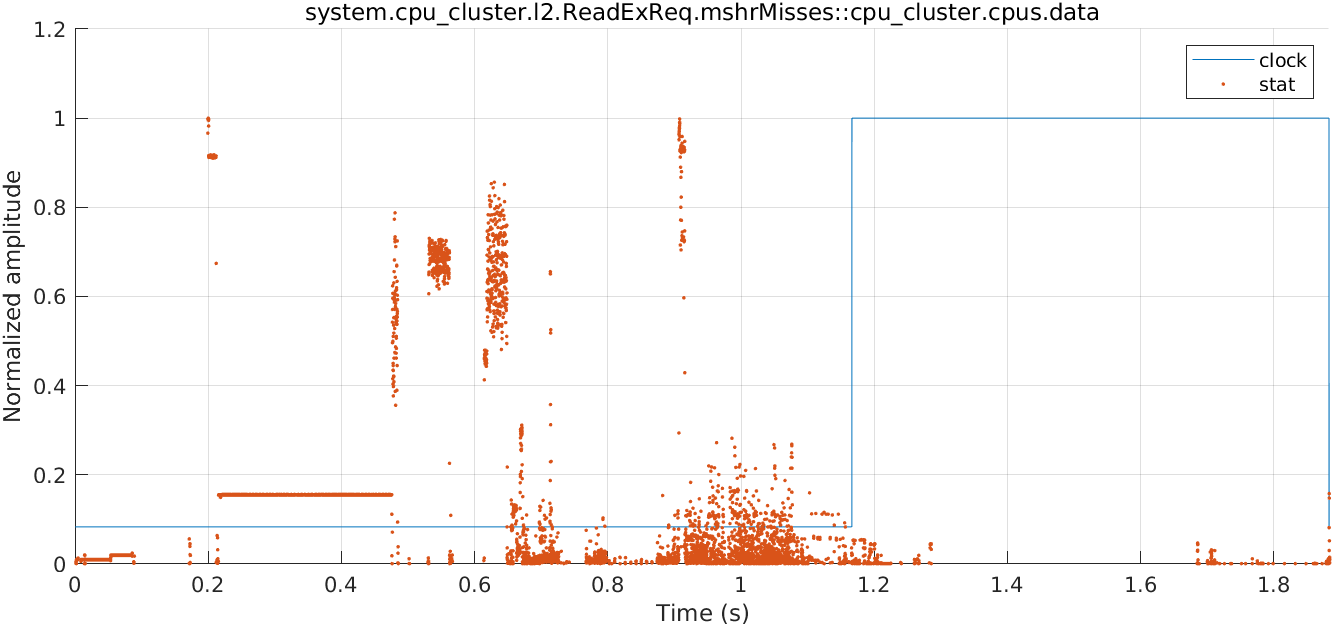 system.cpu_cluster.l2.ReadExReq.mshrMisses::cpu_cluster.cpus.data
1.2
1
0.8
0.6
0.4
0.2
0
Normalized amplitude
clock
stat
0 0.2 0.4 0.6 0.8 1 1.2 1.4 1.6 1.8
Time (s)